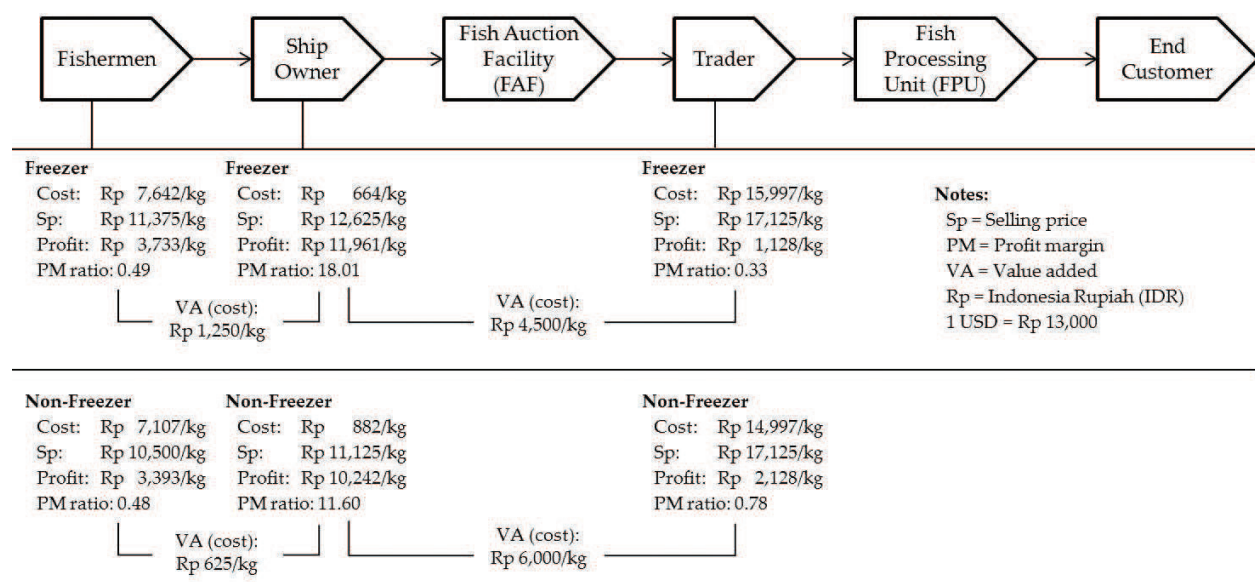 Fishermen
Ship
Owner
Fish Auction
Facility
(FAF)
Trader
Fish
Processing
Unit (FPU)
End
Customer
Freezer
Cost: Rp 7,642/kg
Sp: Rp 11,375/kg
Profit: Rp 3,733/kg
PM ratio: 0.49
Freezer
Cost: Rp 664/kg
Sp: Rp 12,625/kg
Profit: Rp 11,961/kg
PM ratio: 18.01
Freezer
Cost: Rp 15,997/kg
Sp: Rp 17,125/kg
Profit: Rp 1,128/kg
PM ratio: 0.33
Notes:
Sp = Selling price
PM = Profit margin
VA = Value added
Rp = Indonesia Rupiah (IDR)
1 USD = Rp 13,000
VA (cost):
Rp 1,250/kg
VA (cost):
Rp 4,500/kg
Non-Freezer
Cost: Rp 7,107/kg
Sp: Rp 10,500/kg
Profit: Rp 3,393/kg
PM ratio: 0.48
Non-Freezer
Cost: Rp 882/kg
Sp: Rp 11,125/kg
Profit: Rp 10,242/kg
PM ratio: 11.60
Non-Freezer
Cost: Rp 14,997/kg
Sp: Rp 17,125/kg
Profit: Rp 2,128/kg
PM ratio: 0.78
VA (cost):
Rp 625/kg
VA (cost):
Rp 6,000/kg